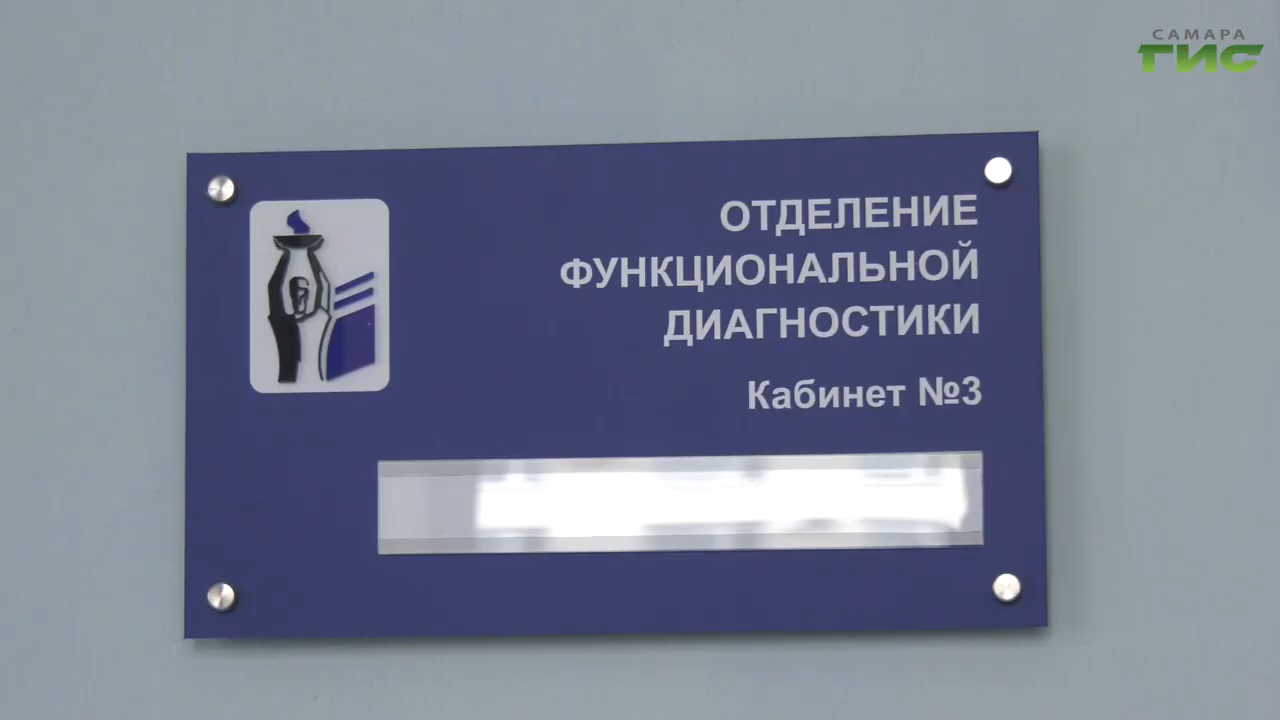 САМАРА
ГИС
ОТДЕЛЕНИЕ
ФУНКЦИОНАЛЬНОЙ
ДИАГНОСТИКИ
Кабинет №3